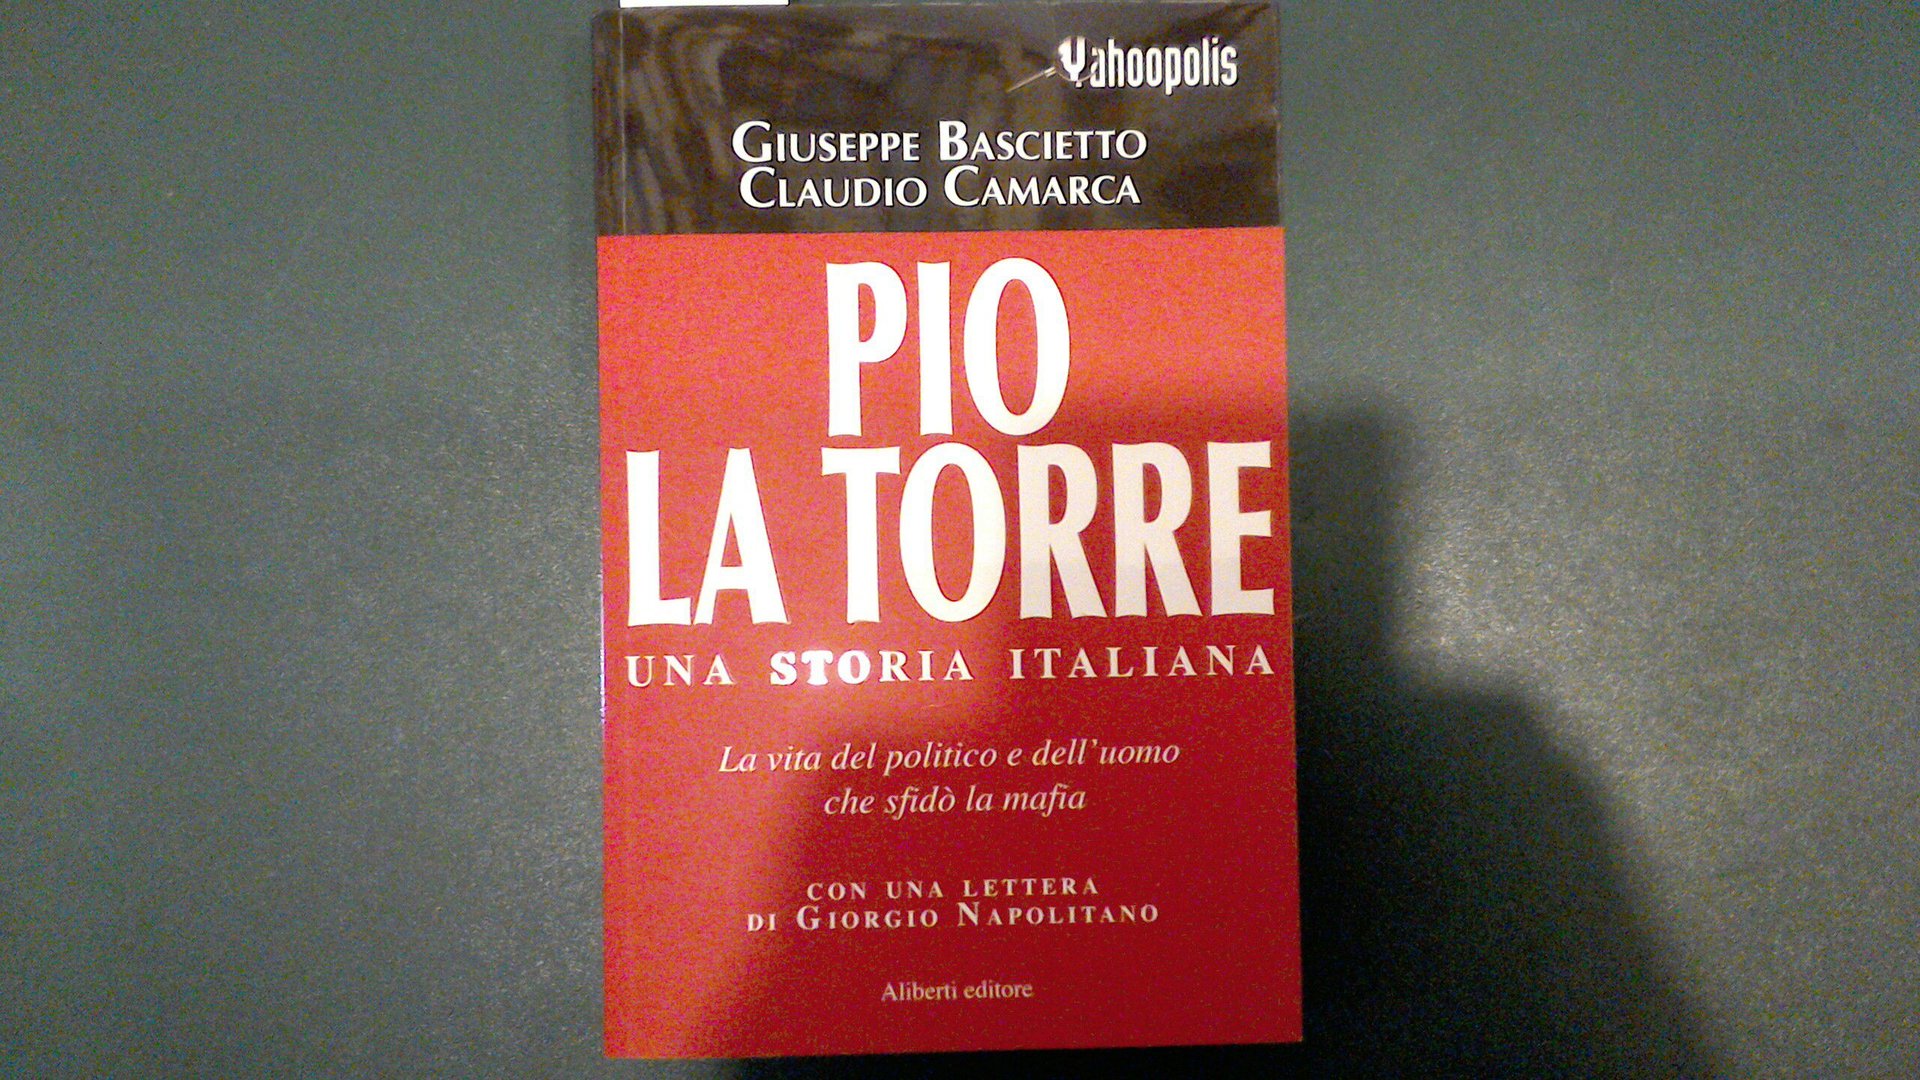 Yahoopolis
GIUSEPPE BASCIETTO
CLAUDIO CAMARCA
PIO
LA TORRE
UNA STORIA ITALIANA
La vita del politico e dell'uomo
che sfidò la mafia
CON UNA LETTERA
DI GIORGIO NAPOLITANO
Aliberti editore